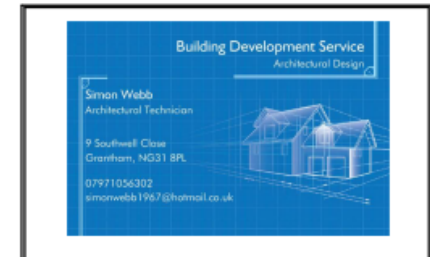 Building Development Service
Architectural Design
Simon Webb
Architectural Technician
9 Southwell Close
Grantham, NG31 8PL
07971056302
simonwebb1967@hotmail.co.uk